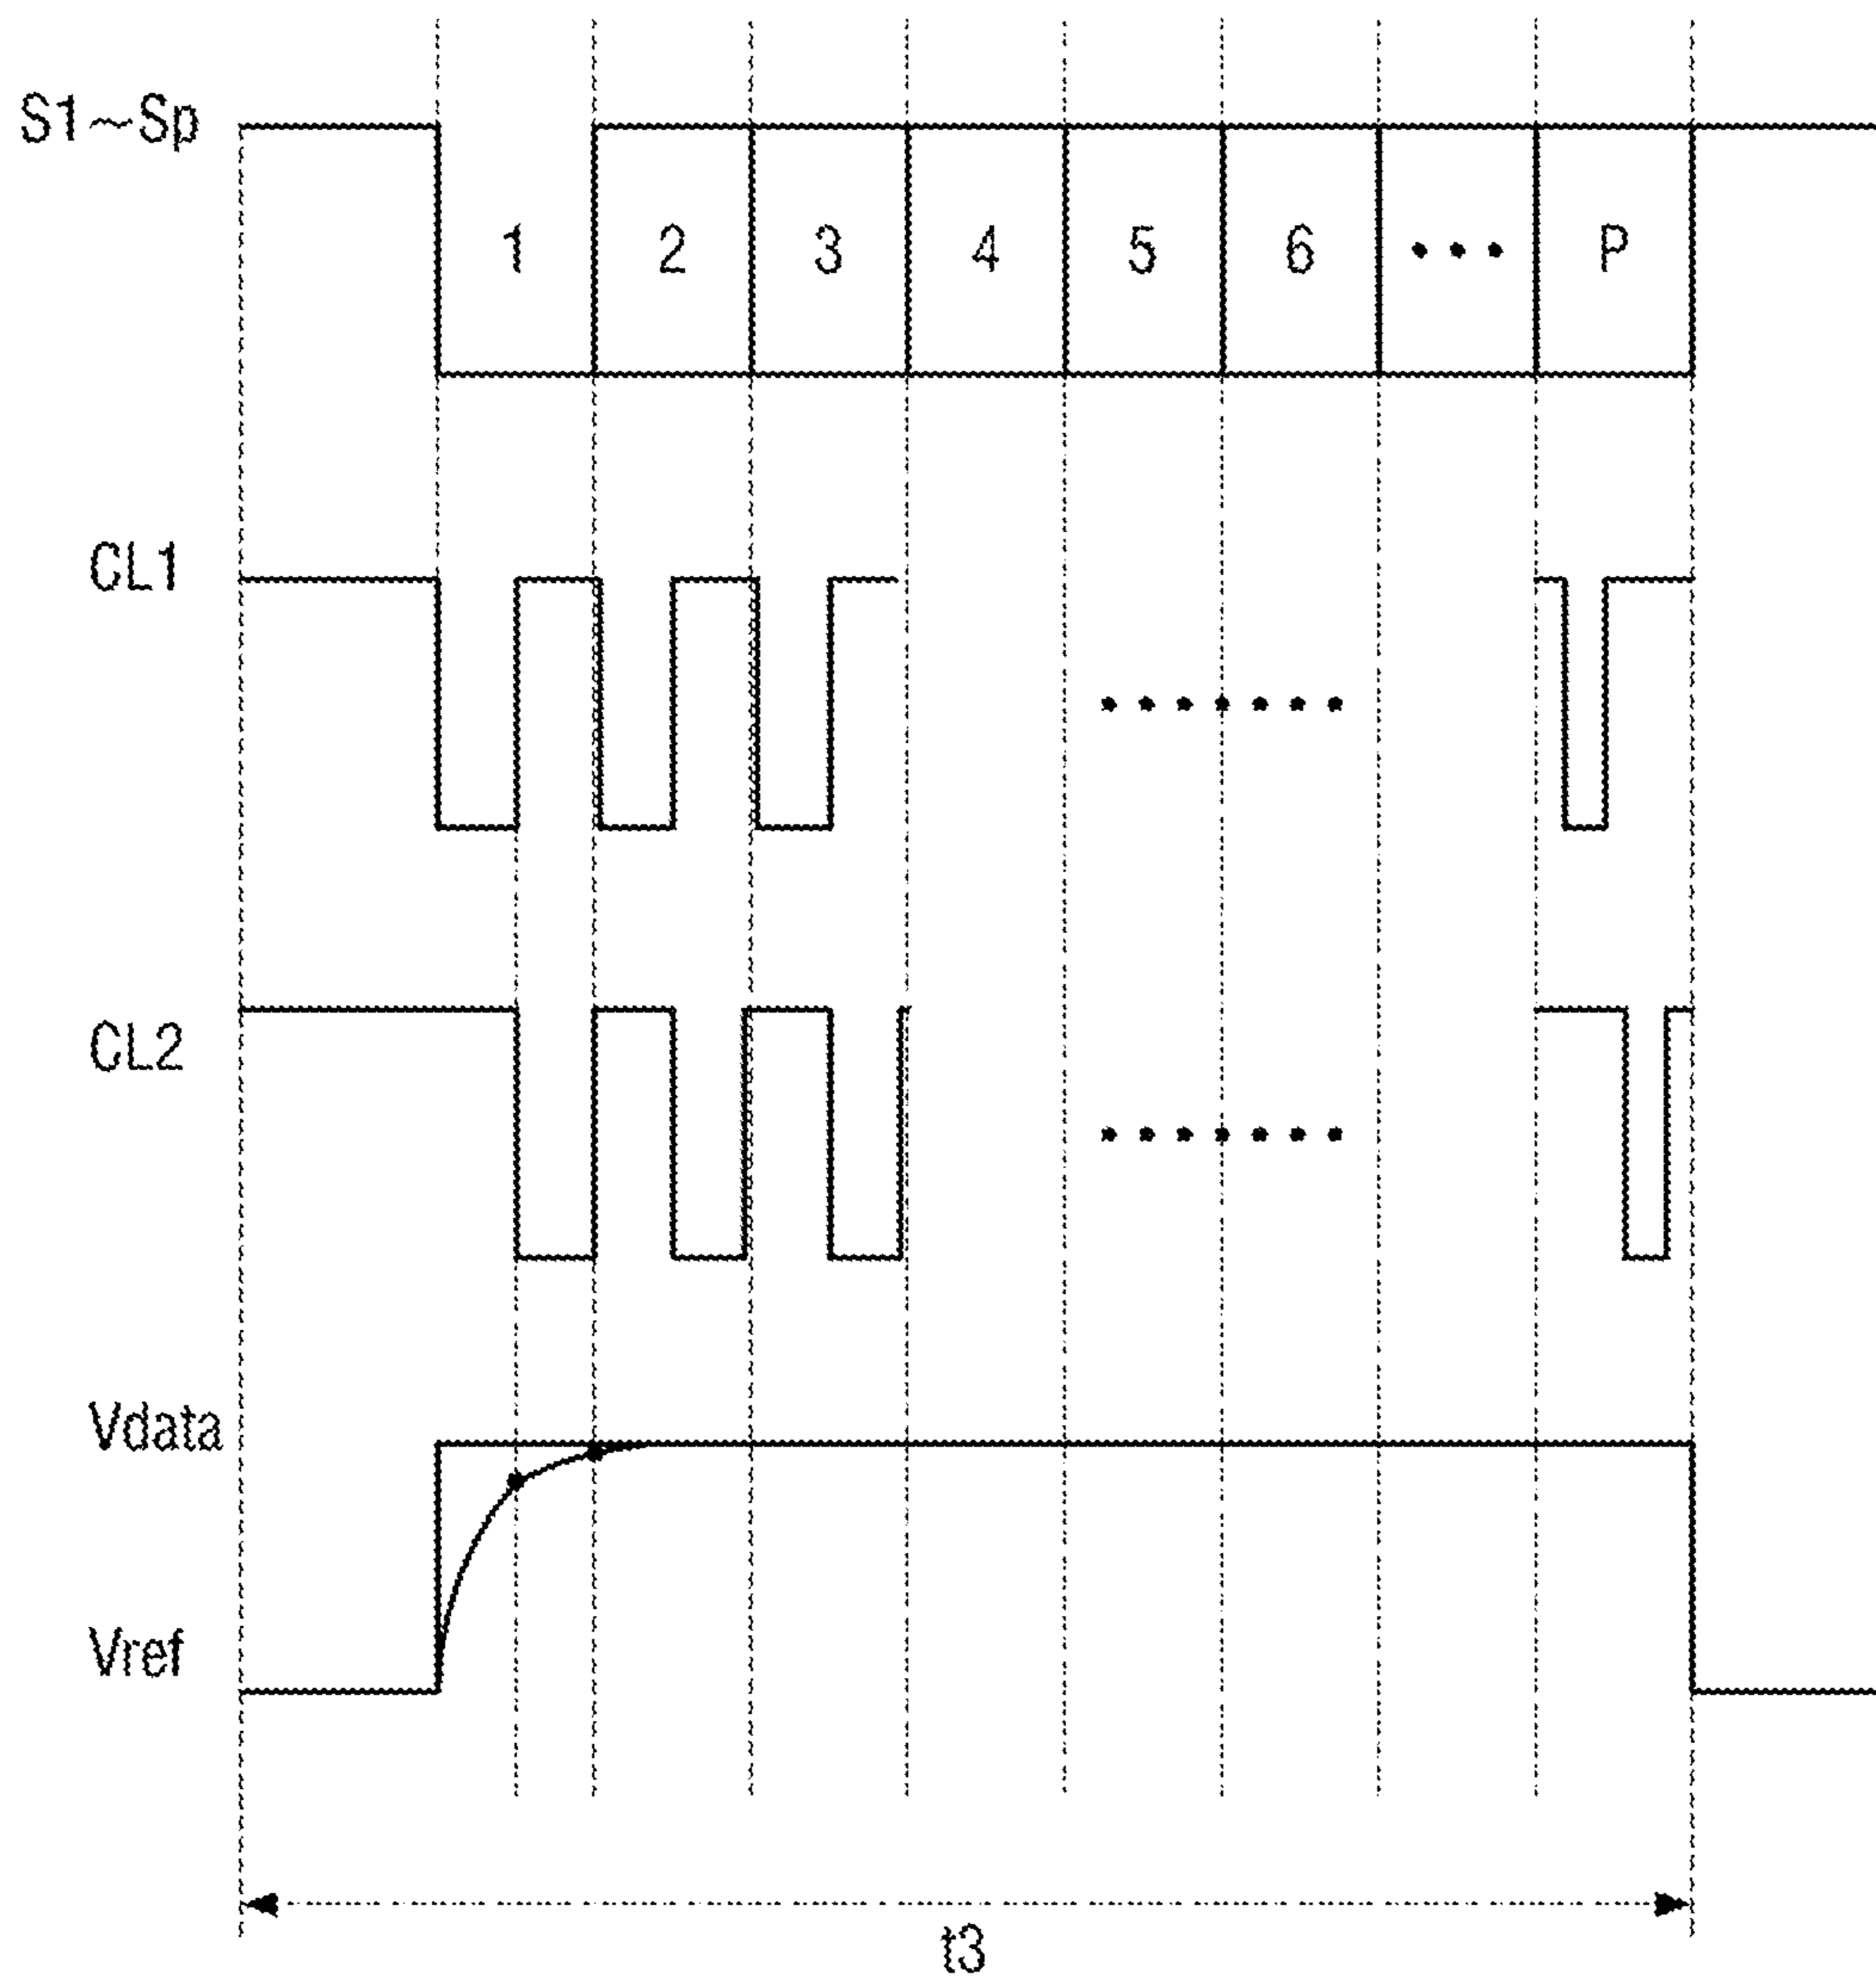 S1~Sp
1 2 3 4 5 6 ••• P
CL1
•••••••
CL2
•••••••
Vdata
Vref
t3